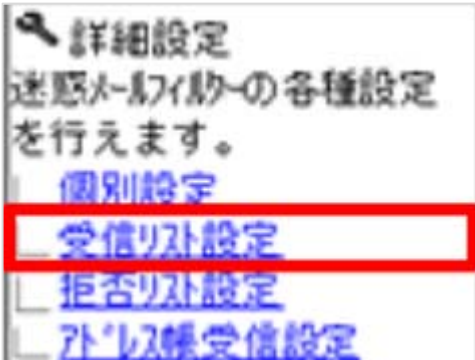 詳細設定
迷惑ﾒｰﾙﾌｨﾙﾀｰの各種設定
を行えます。
個別設定
受信ﾘｽﾄ設定
拒否ﾘｽﾄ設定
ｱﾄﾞﾚｽ帳受信設定